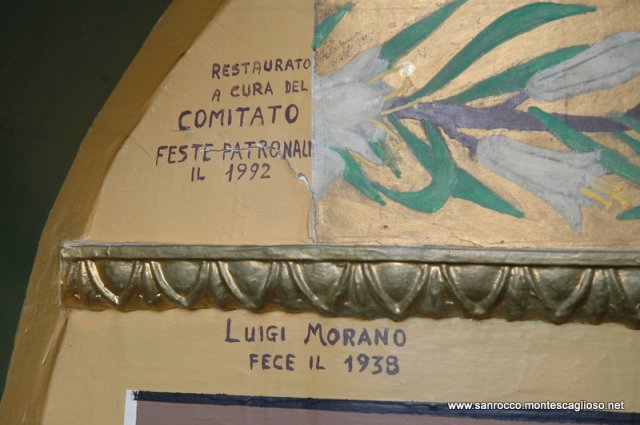 RESTAURATO
A CURA DEL
COMITATO
FESTE PATRONALI
IL 1992
LUIGI MORANO
FECE IL 1938
www.sanrocco.montescaglioso.net